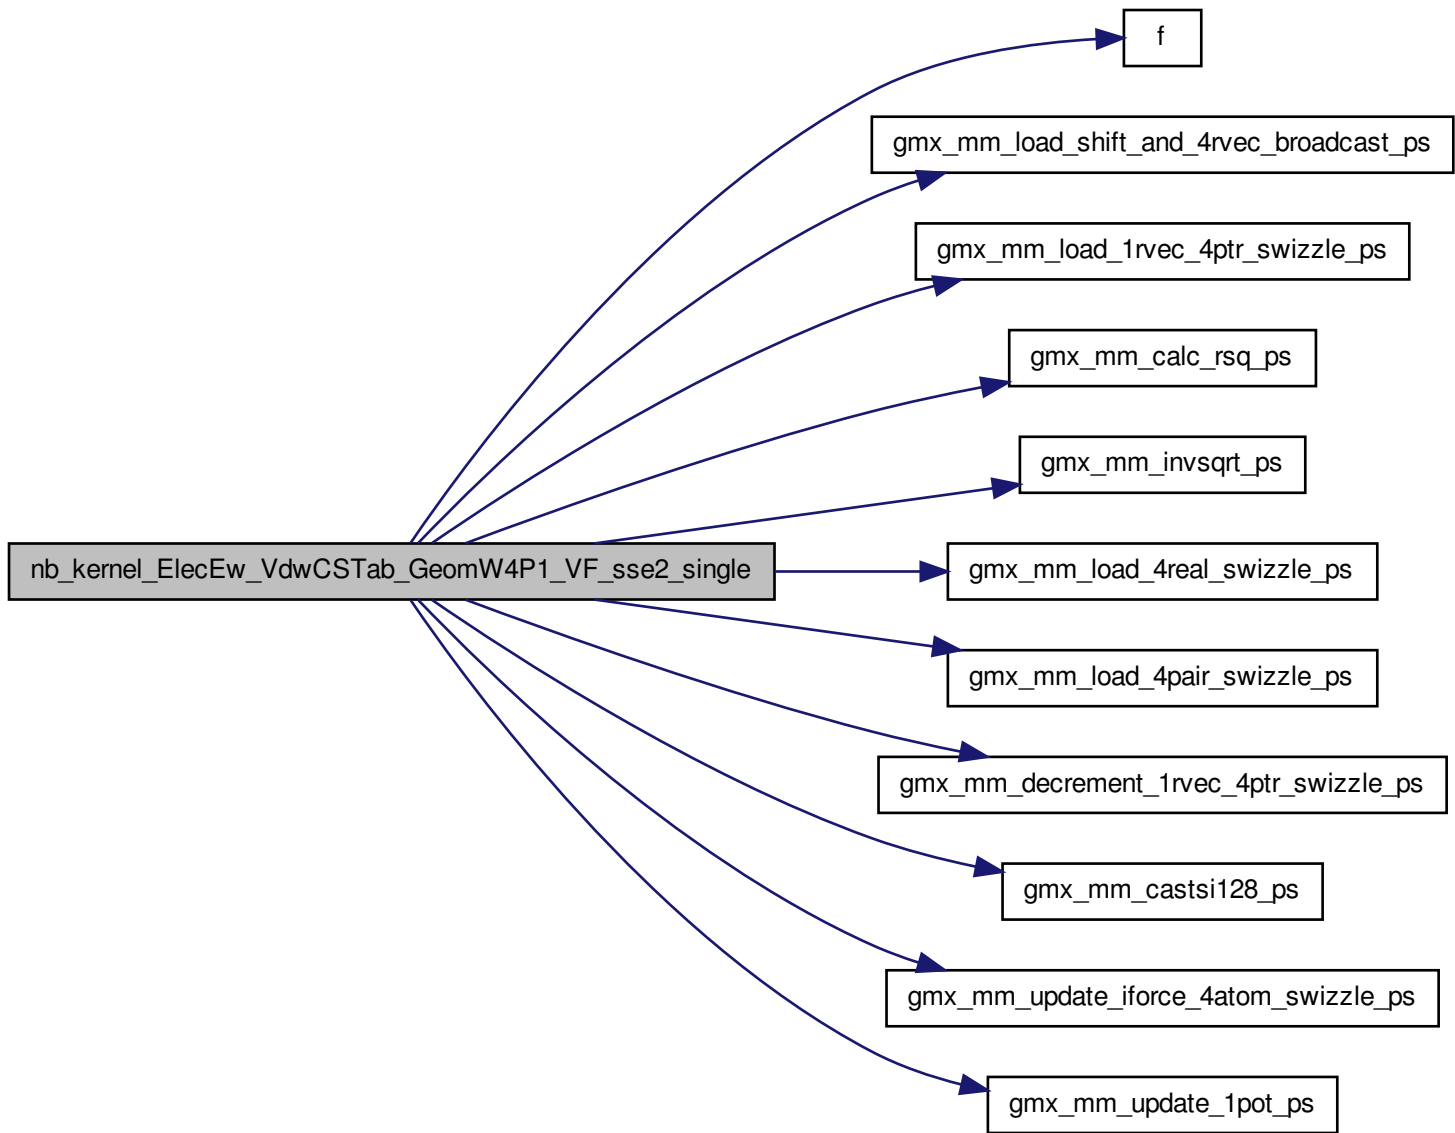 f
gmx_mm_load_shift_and_4rvec_broadcast_ps
gmx_mm_load_1rvec_4ptr_swizzle_ps
gmx_mm_calc_rsq_ps
gmx_mm_invsqrt_ps
nb_kernel_ElecEw_VdwCSTab_GeomW4P1_VF_sse2_single
gmx_mm_load_4real_swizzle_ps
gmx_mm_load_4pair_swizzle_ps
gmx_mm_decrement_1rvec_4ptr_swizzle_ps
gmx_mm_castsi128_ps
gmx_mm_update_iforce_4atom_swizzle_ps
gmx_mm_update_1pot_ps